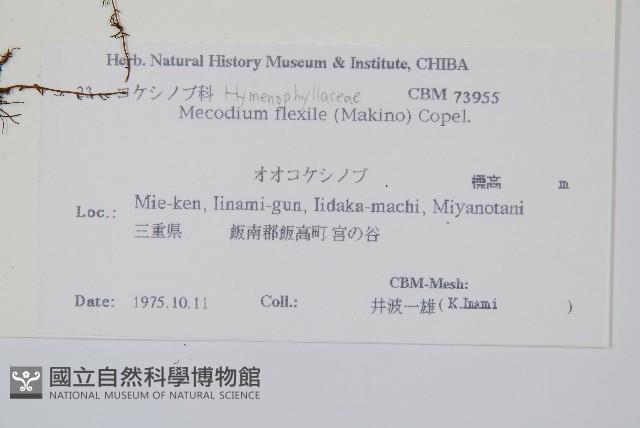 Herb. Natural History Museum & Institute, CHIBA
23 コケシノブ科 Hymenophyllaceae CBM 73955
Mecodium flexile (Makino) Copel.
オオコケシノブ 標高 m
Loc.: Mie-ken, Iinami-gun, Iidaka-machi, Miyanotani
三重県 飯南郡飯高町 宮の谷
CBM-Mesh:
Date: 1975.10.11 Coll.: 井波一雄 ( K.Inami )
國立自然科學博物館
NATIONAL MUSEUM OF NATURAL SCIENCE